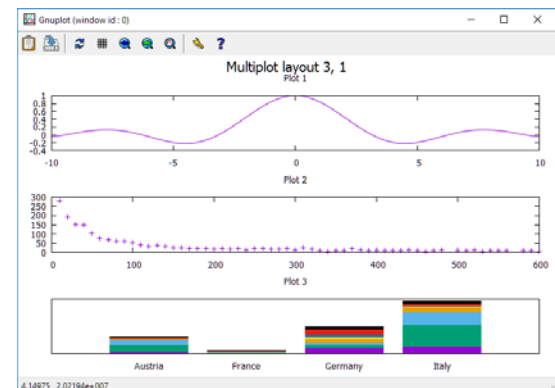 Gnuplot (window id : 0)
Multiplot layout 3, 1
Plot 1
1
0.8
0.6
0.4
0.2
0
-0.2
-0.4
-10 -5 0 5 10
Plot 2
300
250
200
150
100
50
0
0 100 200 300 400 500 600
Plot 3
Austria France Germany Italy
4.14975, 2.02194e+007